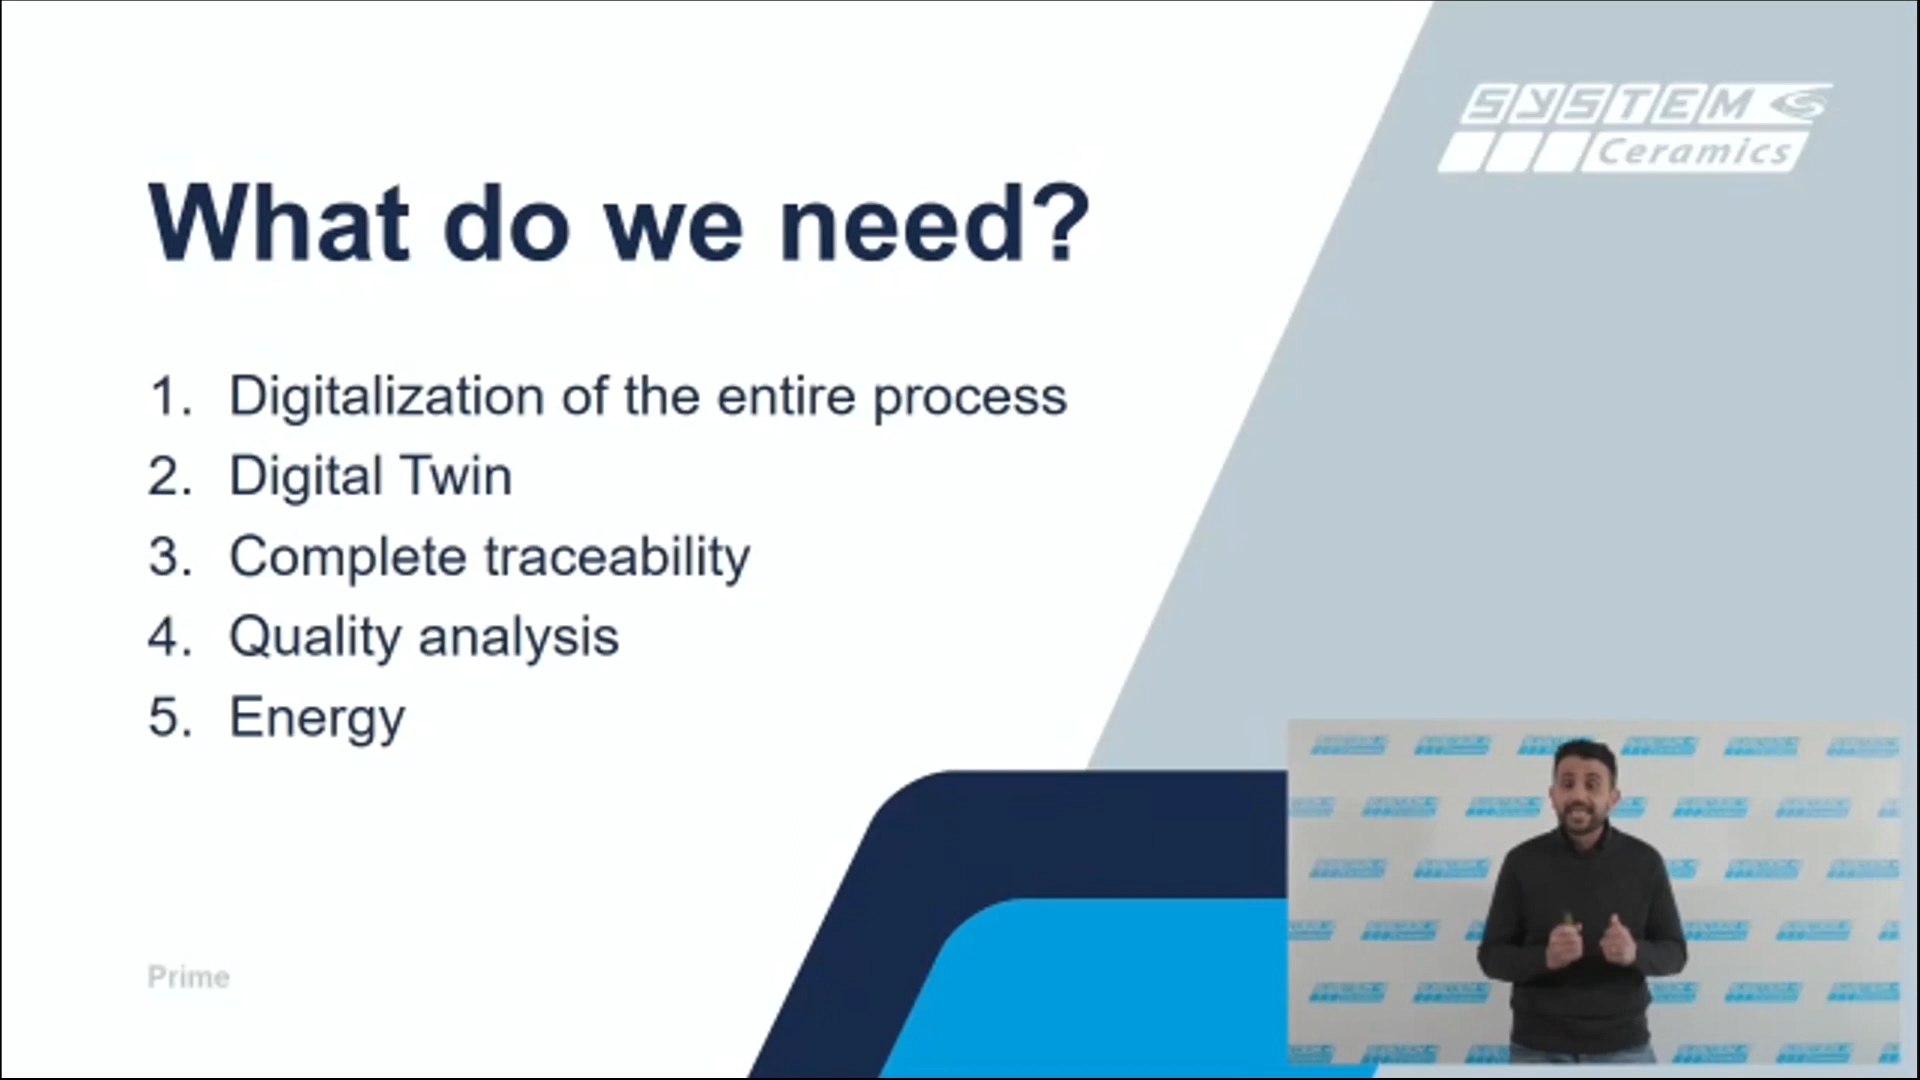 SYSTEM
Ceramics
What do we need?
1. Digitalization of the entire process
2. Digital Twin
3. Complete traceability
4. Quality analysis
5. Energy
Prime